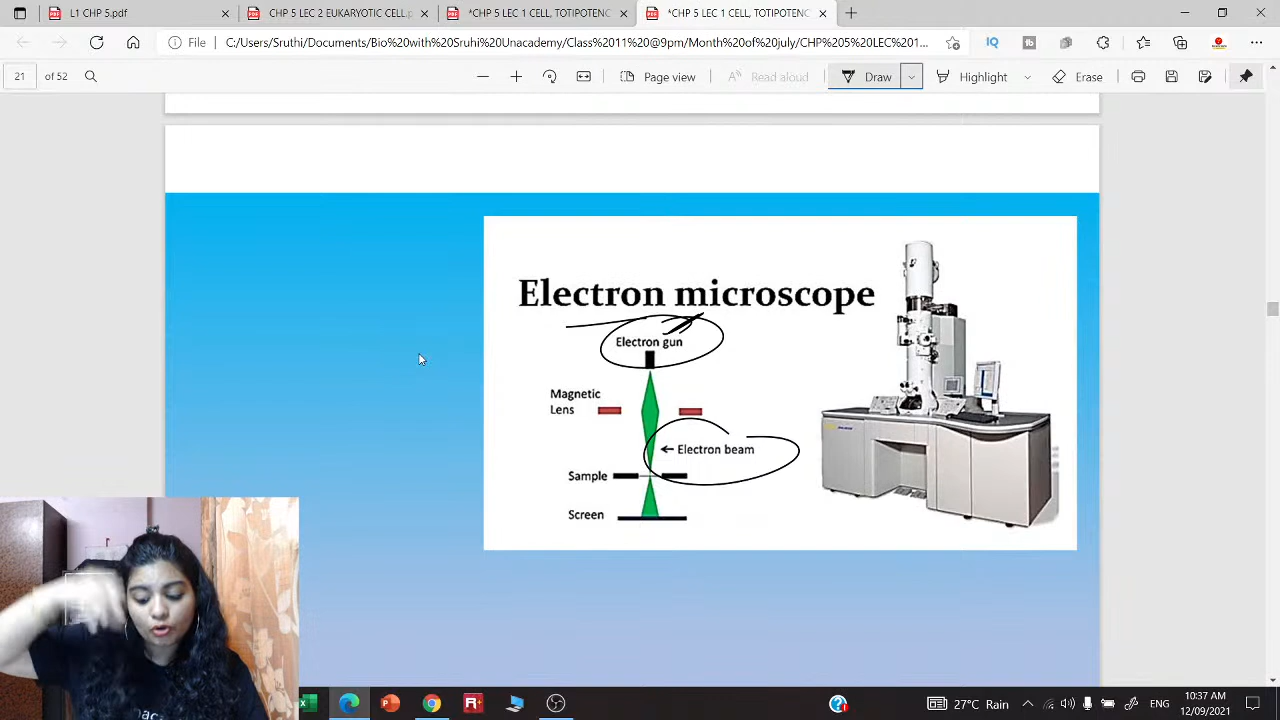 L1 CHP 5.pdf
CHP 5 LEC 2 EUKARYOTIC CELL.p
*CHP 5 LEC 1 CELL, TOTIPOTENC
*CHP 5 LEC 1 CELL, TOTIPOTENC
File
C:/Users/Sruthi/Documents/Bio%20with%20Sruhi%20Unacademy/Class%2011%20@9pm/Month%20of%20july/CHP%205%20LEC%201...
21 of 52
Page view
Read aloud
Draw
Highlight
Erase
Electron microscope
Electron gun
Magnetic
Lens
Electron beam
Sample
Screen
27°C Rain
ENG
10:37 AM
12/09/2021